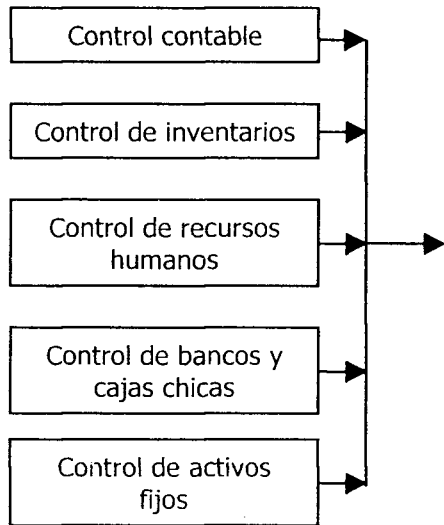 Control contable
Control de inventarios
Control de recursos
humanos
Control de bancos y
cajas chicas
Control de activos
fijos